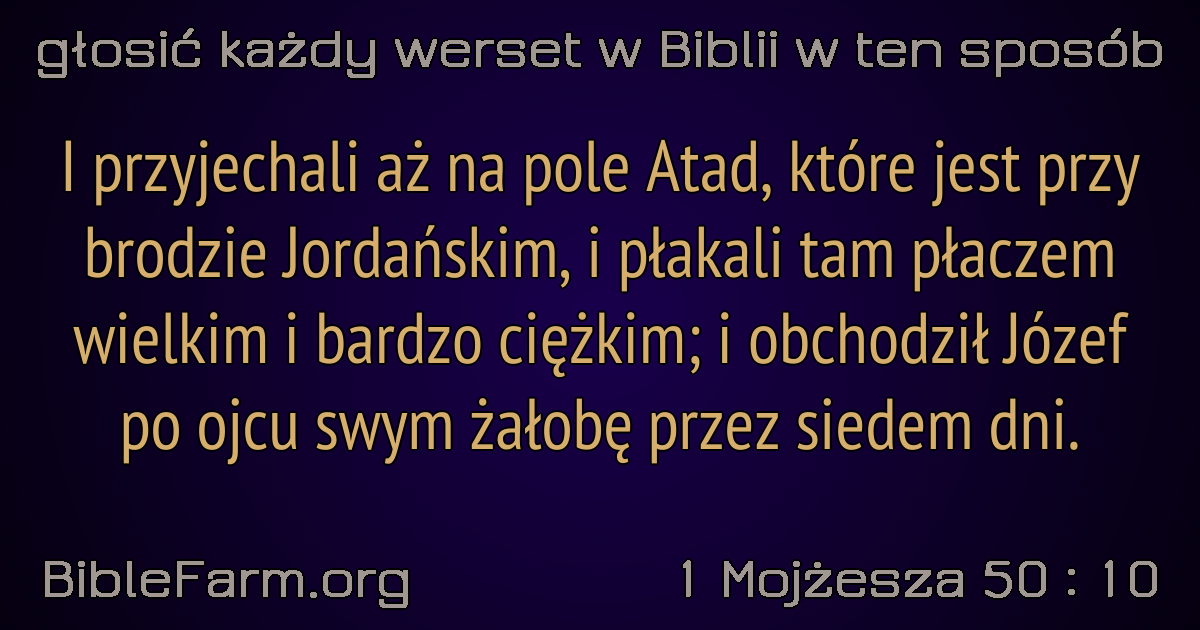 głosić każdy werset w Biblii w ten sposób
I przyjechali aż na pole Atad, które jest przy
brodzie Jordańskim, i płakali tam płaczem
wielkim i bardzo ciężkim; i obchodził Józef
po ojcu swym żałobę przez siedem dni.
BibleFarm.org
1 Mojżesza 50 : 10